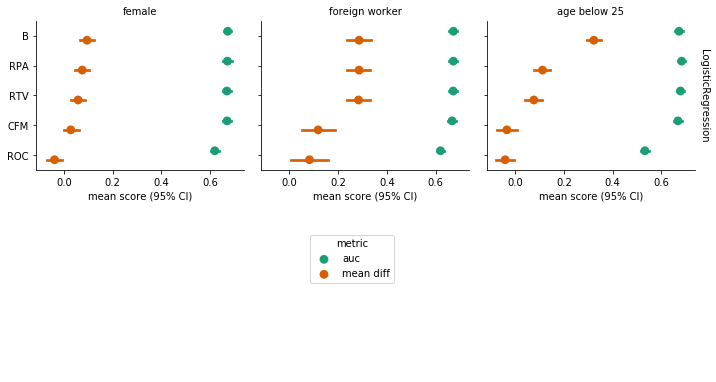 female
foreign worker
age below 25
B
RPA
RTV
CFM
ROC
LogisticRegression
0.0 0.2 0.4 0.6
0.0 0.2 0.4 0.6
0.0 0.2 0.4 0.6
mean score (95% CI)
mean score (95% CI)
mean score (95% CI)
metric
auc
mean diff